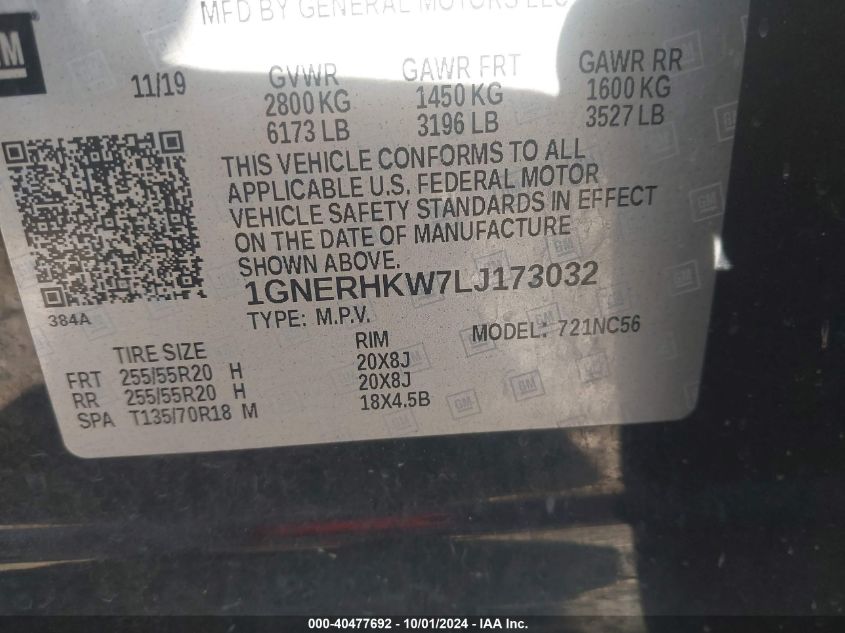 MFD BY GENERAL MOTORS LLC
GM
11/19
GVWR GAWR FRT GAWR RR
2800 KG 1450 KG 1600 KG
6173 LB 3196 LB 3527 LB
THIS VEHICLE CONFORMS TO ALL
APPLICABLE U.S. FEDERAL MOTOR
VEHICLE SAFETY STANDARDS IN EFFECT
ON THE DATE OF MANUFACTURE
SHOWN ABOVE.
1GNERHKW7LJ173032
384A
TYPE: M.P.V. MODEL: 721NC56
TIRE SIZE RIM
FRT 255/55R20 H 20X8J
RR 255/55R20 H 20X8J
SPA T135/70R18 M 18X4.5B
000-40477692 - 10/01/2024 - IAA Inc.